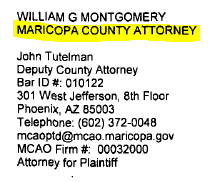 WILLIAM G MONTGOMERY
MARICOPA COUNTY ATTORNEY
John Tutelman
Deputy County Attorney
Bar ID #: 010122
301 West Jefferson, 8th Floor
Phoenix, AZ 85003
Telephone: (602) 372-0048
mcaoptd@mcao.maricopa.gov
MCAO Firm #: 00032000
Attorney for Plaintiff